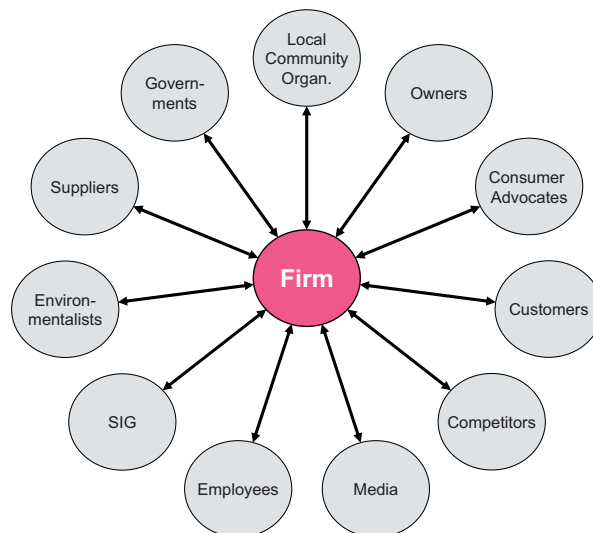 Local
Community
Organ.
Govern-
ments
Owners
Suppliers
Consumer
Advocates
Firm
Environ-
mentalists
Customers
SIG
Competitors
Employees
Media